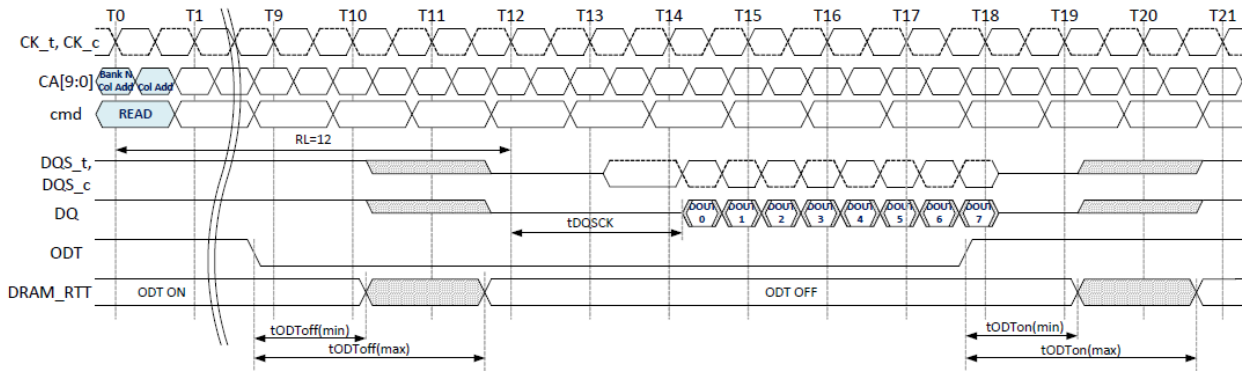 T0 T1 T9 T10 T11 T12 T13 T14 T15 T16 T17 T18 T19 T20 T21
CK_t, CK_c
CA[9:0] Bank N Col Add Col Add
cmd READ
RL=12
DQS_t,
DQS_c
DQ DOUT 0 DOUT 1 DOUT 2 DOUT 3 DOUT 4 DOUT 5 DOUT 6 DOUT 7
tDQSCK
ODT
DRAM_RTT ODT ON ODT OFF
tODToff(min) tODTon(min)
tODToff(max) tODTon(max)